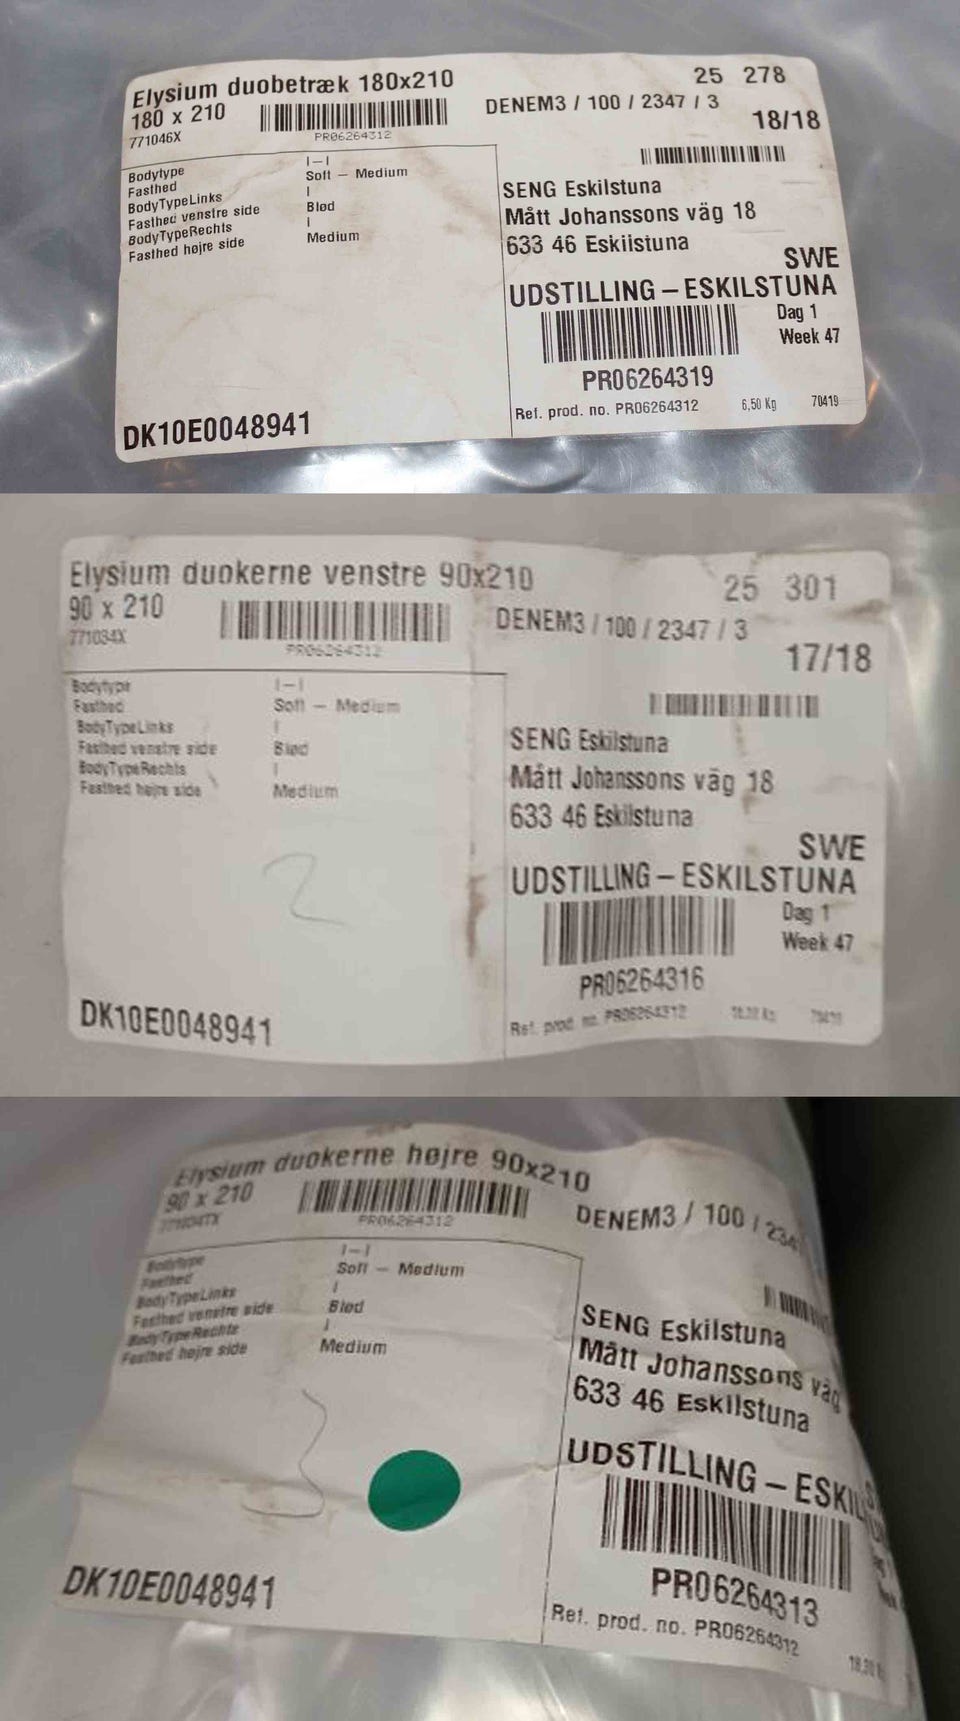 Elysium duobetræk 180x210
180 x 210
771046X
PR06264312
25 278
DENEM3 / 100 / 2347 / 3
18/18
Bodytype I–I
Fasthed Soft – Medium
BodyTypeLinks I
Fasthed venstre side Blød
BodyTypeRechts I
Fasthed højre side Medium
SENG Eskilstuna
Mått Johanssons väg 18
633 46 Eskilstuna
SWE
UDSTILLING – ESKILSTUNA
Dag 1
Week 47
PR06264319
Ref. prod. no. PR06264312 6,50 Kg 70419
DK10E0048941
Elysium duokerne venstre 90x210
90 x 210
771034X
PR06264312
25 301
DENEM3 / 100 / 2347 / 3
17/18
Bodytype I–I
Fasthed Soft – Medium
BodyTypeLinks I
Fasthed venstre side Blød
BodyTypeRechts I
Fasthed højre side Medium
2
SENG Eskilstuna
Mått Johanssons väg 18
633 46 Eskilstuna
SWE
UDSTILLING – ESKILSTUNA
Dag 1
Week 47
PR06264316
Ref. prod. no. PR06264312
DK10E0048941
Elysium duokerne højre 90x210
90 x 210
PR06264312
DENEM3 / 100 / 234
Bodytype I–I
Fasthed Soft – Medium
BodyTypeLinks I
Fasthed venstre side Blød
BodyTypeRechts I
Fasthed højre side Medium
SENG Eskilstuna
Mått Johanssons väg
633 46 Eskilstuna
UDSTILLING – ESKIL
PR06264313
Ref. prod. no. PR06264312
DK10E0048941